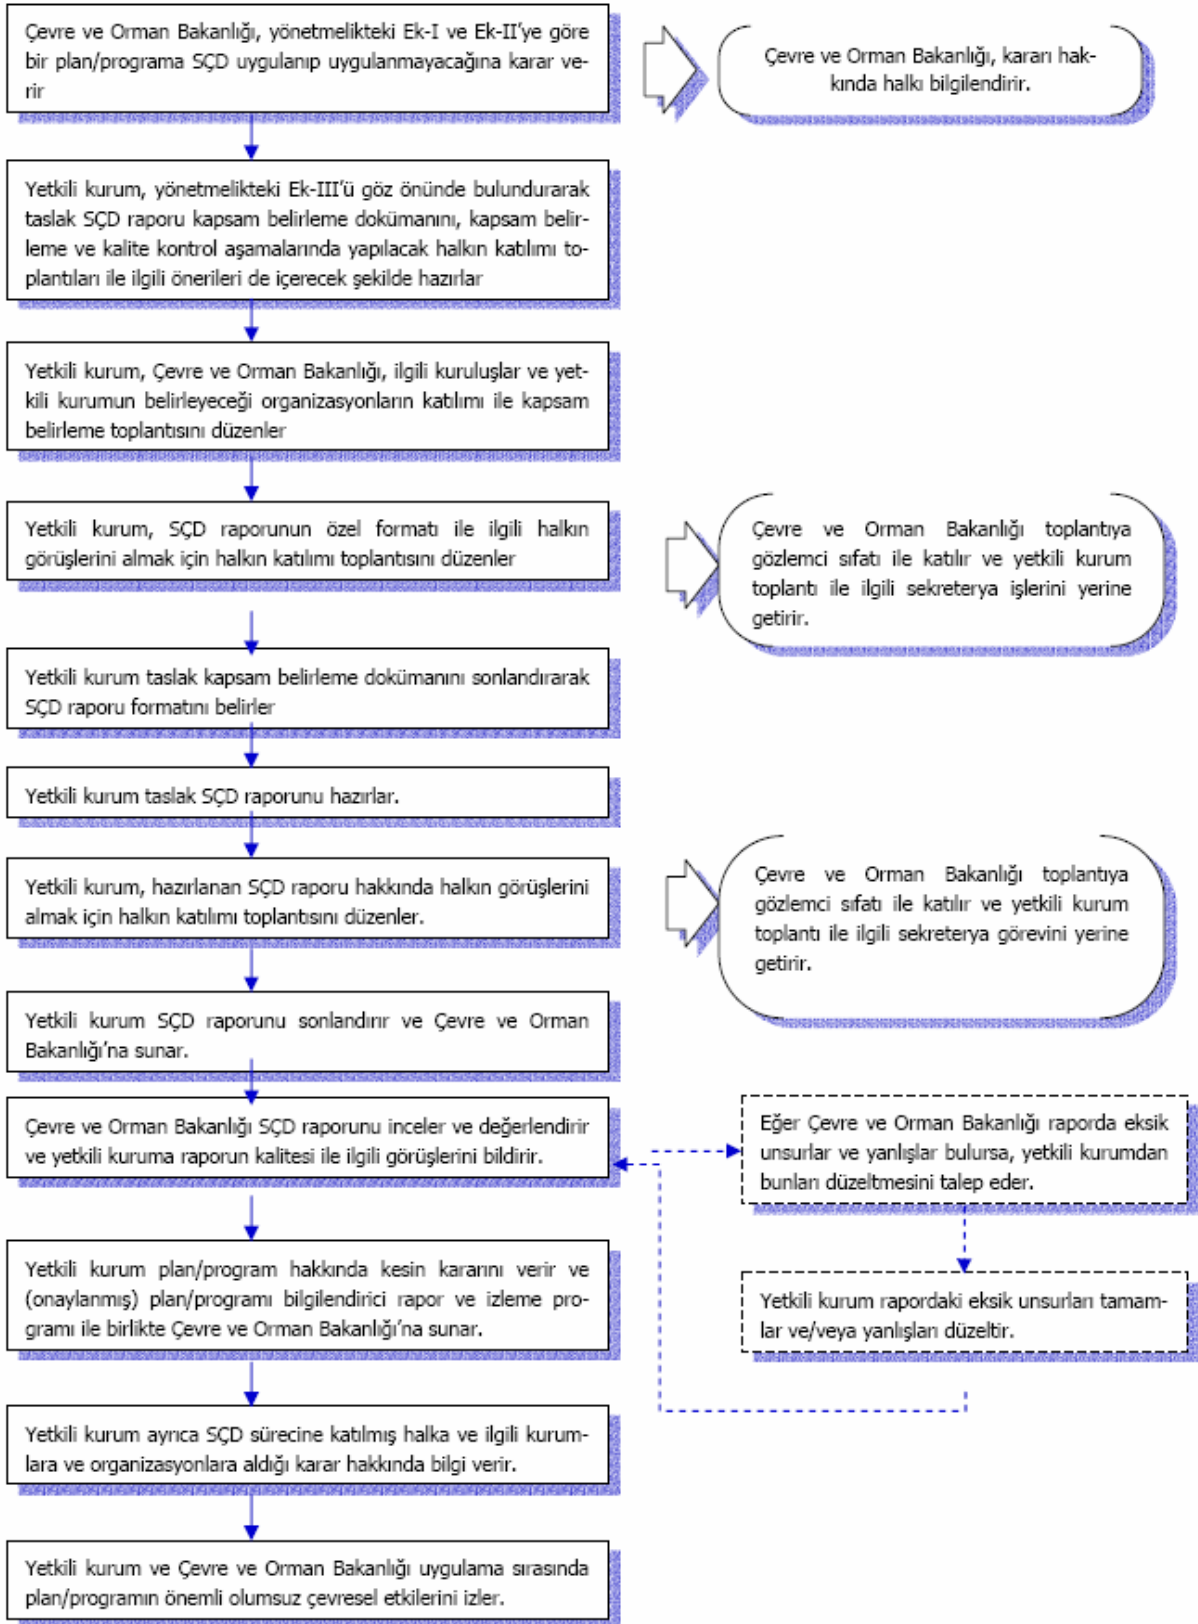 Çevre ve Orman Bakanlığı, yönetmelikteki Ek-I ve Ek-II'ye göre
bir plan/programa SÇD uygulanıp uygulanmayacağına karar ve-
rir
Çevre ve Orman Bakanlığı, kararı hak-
kında halkı bilgilendirir.
Yetkili kurum, yönetmelikteki Ek-III'ü göz önünde bulundurarak
taslak SÇD raporu kapsam belirleme dokümanını, kapsam belir-
leme ve kalite kontrol aşamalarında yapılacak halkın katılımı to-
plantıları ile ilgili önerileri de içerecek şekilde hazırlar
Yetkili kurum, Çevre ve Orman Bakanlığı, ilgili kuruluşlar ve yet-
kili kurumun belirleyeceği organizasyonların katılımı ile kapsam
belirleme toplantısını düzenler
Yetkili kurum, SÇD raporunun özel formatı ile ilgili halkın
görüşlerini almak için halkın katılımı toplantısını düzenler
Çevre ve Orman Bakanlığı toplantıya
gözlemci sıfatı ile katılır ve yetkili kurum
toplantı ile ilgili sekreterya işlerini yerine
getirir.
Yetkili kurum taslak kapsam belirleme dokümanını sonlandırarak
SÇD raporu formatını belirler
Yetkili kurum taslak SÇD raporunu hazırlar.
Yetkili kurum, hazırlanan SÇD raporu hakkında halkın görüşlerini
almak için halkın katılımı toplantısını düzenler.
Çevre ve Orman Bakanlığı toplantıya
gözlemci sıfatı ile katılır ve yetkili kurum
toplantı ile ilgili sekreterya görevini yerine
getirir.
Yetkili kurum SÇD raporunu sonlandırır ve Çevre ve Orman
Bakanlığı'na sunar.
Çevre ve Orman Bakanlığı SÇD raporunu inceler ve değerlendirir
ve yetkili kuruma raporun kalitesi ile ilgili görüşlerini bildirir.
Eğer Çevre ve Orman Bakanlığı raporda eksik
unsurlar ve yanlışlar bulursa, yetkili kurumdan
bunları düzeltmesini talep eder.
Yetkili kurum rapordaki eksik unsurları tamam-
lar ve/veya yanlışları düzeltir.
Yetkili kurum plan/program hakkında kesin kararını verir ve
(onaylanmış) plan/programı bilgilendirici rapor ve izleme pro-
gramı ile birlikte Çevre ve Orman Bakanlığı'na sunar.
Yetkili kurum ayrıca SÇD sürecine katılmış halka ve ilgili kurum-
lara ve organizasyonlara aldığı karar hakkında bilgi verir.
Yetkili kurum ve Çevre ve Orman Bakanlığı uygulama sırasında
plan/programın önemli olumsuz çevresel etkilerini izler.